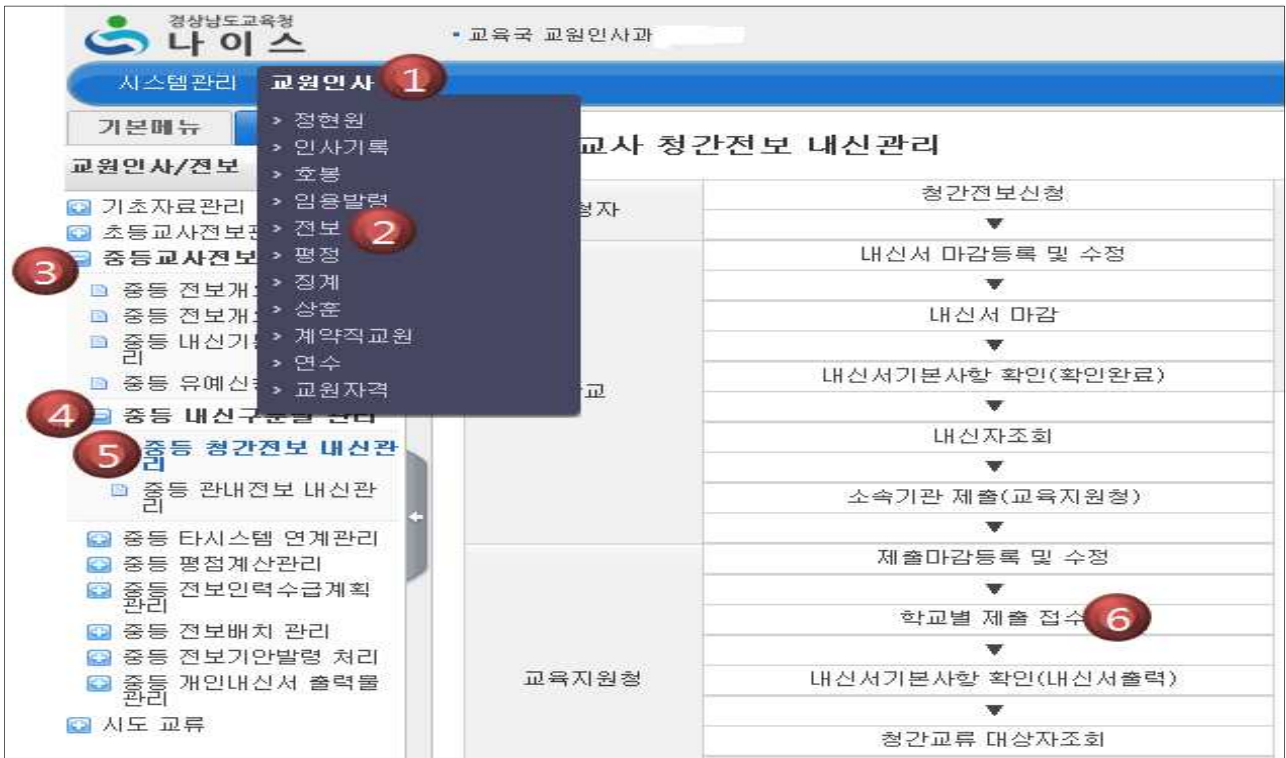 경상남도교육청
나이스
• 교육국 교원인사과
시스템관리
교원인사
1
기본메뉴
> 정현원
> 인사기록
> 호봉
> 임용발령
> 전보
2
> 평정
> 징계
> 상훈
> 계약직교원
> 연수
> 교원자격
교원인사/전보
기초자료관리
초등교사전보
3
중등교사전보
중등 전보개
중등 전보개
중등 내신기
리
중등 유예신
4
중등 내신구분별 관리
5
중등 청간전보 내신관
리
중등 관내전보 내신관
리
중등 타시스템 연계관리
중등 평점계산관리
중등 전보인력수급계획
관리
중등 전보배치 관리
중등 전보기안발령 처리
중등 개인내신서 출력물
관리
시도 교류
교사 청간전보 내신관리
청자
청간전보신청
▼
교
내신서 마감등록 및 수정
▼
내신서 마감
▼
내신서기본사항 확인(확인완료)
▼
내신자조회
▼
소속기관 제출(교육지원청)
▼
교육지원청
제출마감등록 및 수정
▼
학교별 제출 접수
6
▼
내신서기본사항 확인(내신서출력)
▼
청간교류 대상자조회